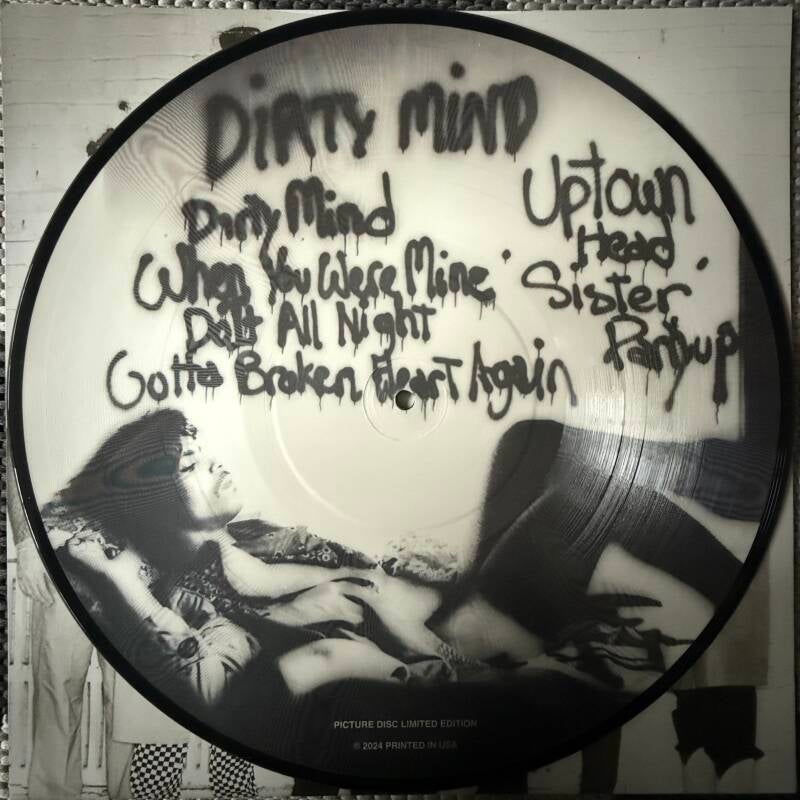 DiRTY MiND
Dirty Mind
When You Were Mine
Do It All Night
Gotta Broken Heart Again
Uptown
Head
Sister
Partyup
PICTURE DISC LIMITED EDITION
© 2024 PRINTED IN USA